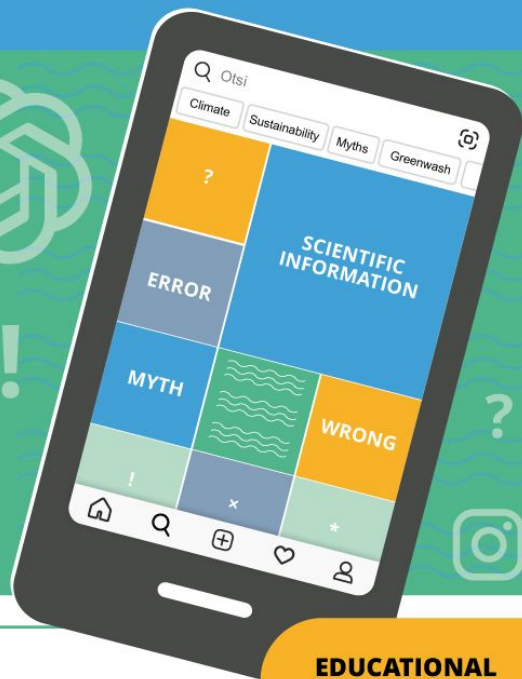 Otsi
Climate
Sustainability
Myths
Greenwash
?
SCIENTIFIC
INFORMATION
ERROR
MYTH
WRONG
!
×
*
!
?
EDUCATIONAL